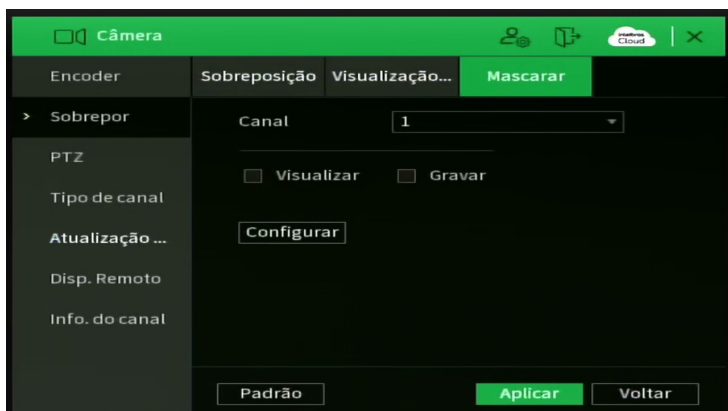 Câmera
intelbras Cloud
Encoder
Sobreposição Visualização... Mascarar
> Sobrepor
Canal 1
PTZ
Visualizar Gravar
Tipo de canal
Atualização ...
Configurar
Disp. Remoto
Info. do canal
Padrão Aplicar Voltar